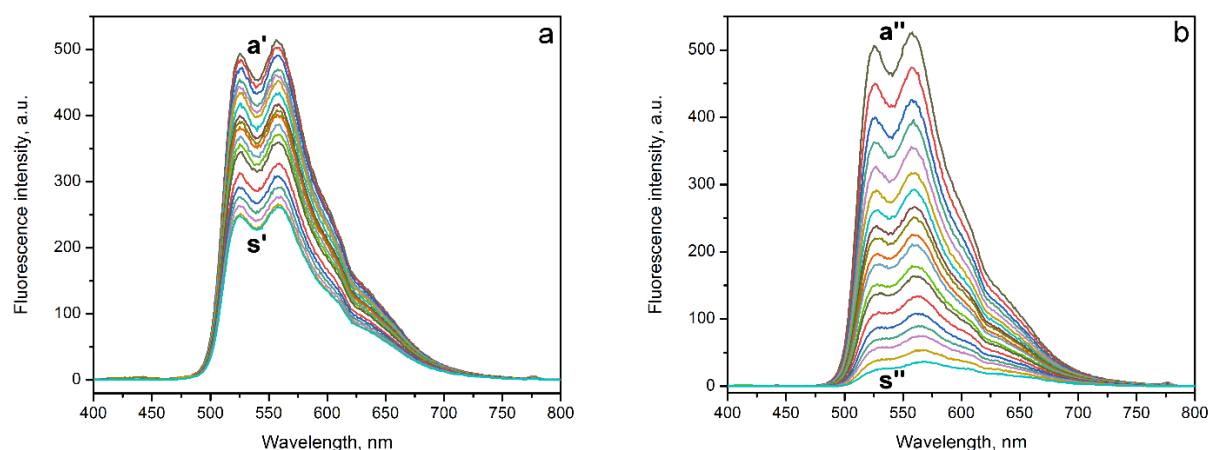 a
a'
s'
500
400
300
200
100
0
400 450 500 550 600 650 700 750 800
Fluorescence intensity, a.u.
Wavelength, nm
b
a"
s"
500
400
300
200
100
0
400 450 500 550 600 650 700 750 800
Fluorescence intensity, a.u.
Wavelength, nm